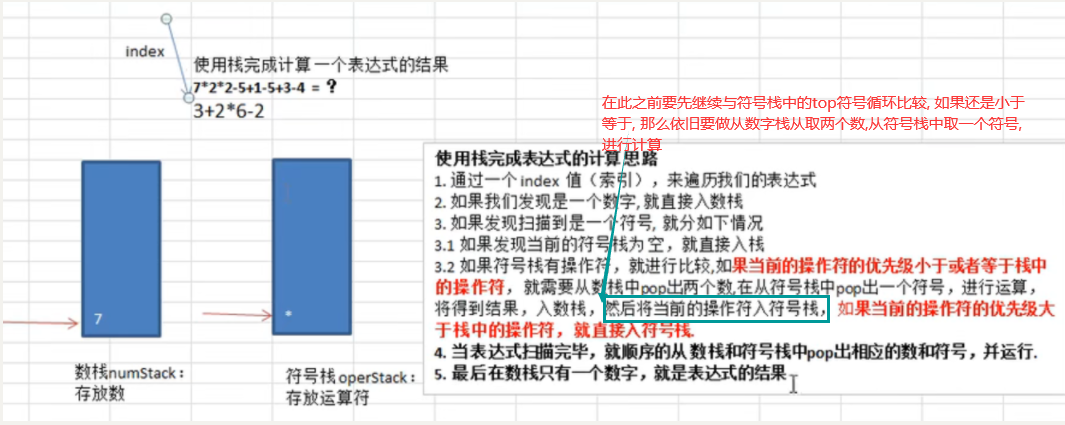 index
使用栈完成计算 一个表达式的结果
7*2*2-5+1-5+3-4 = ？
3+2*6-2
在此之前要先继续与符号栈中的top符号循环比较, 如果还是小于
等于, 那么依旧要做从数字栈从取两个数,从符号栈中取一个符号,
进行计算
使用栈完成表达式的计算 思路
1. 通过一个 index 值（索引），来遍历我们的表达式
2. 如果我们发现是一个数字, 就直接入数栈
3. 如果发现扫描到是一个符号, 就分如下情况
3.1 如果发现当前的符号栈为 空，就直接入栈
3.2 如果符号栈有操作符，就进行比较,如果当前的操作符的优先级小于或者等于栈中
的操作符，就需要从数栈中pop出两个数,在从符号栈中pop出一个符号，进行运算，
将得到结果，入数栈，然后将当前的操作符入符号栈，如果当前的操作符的优先级大
于栈中的操作符，就直接入符号栈.
4. 当表达式扫描完毕，就顺序的从 数栈和符号栈中pop出相应的数和符号，并运行.
5. 最后在数栈只有一个数字，就是表达式的结果
7
*
数栈numStack：
存放数
符号栈operStack：
存放运算符